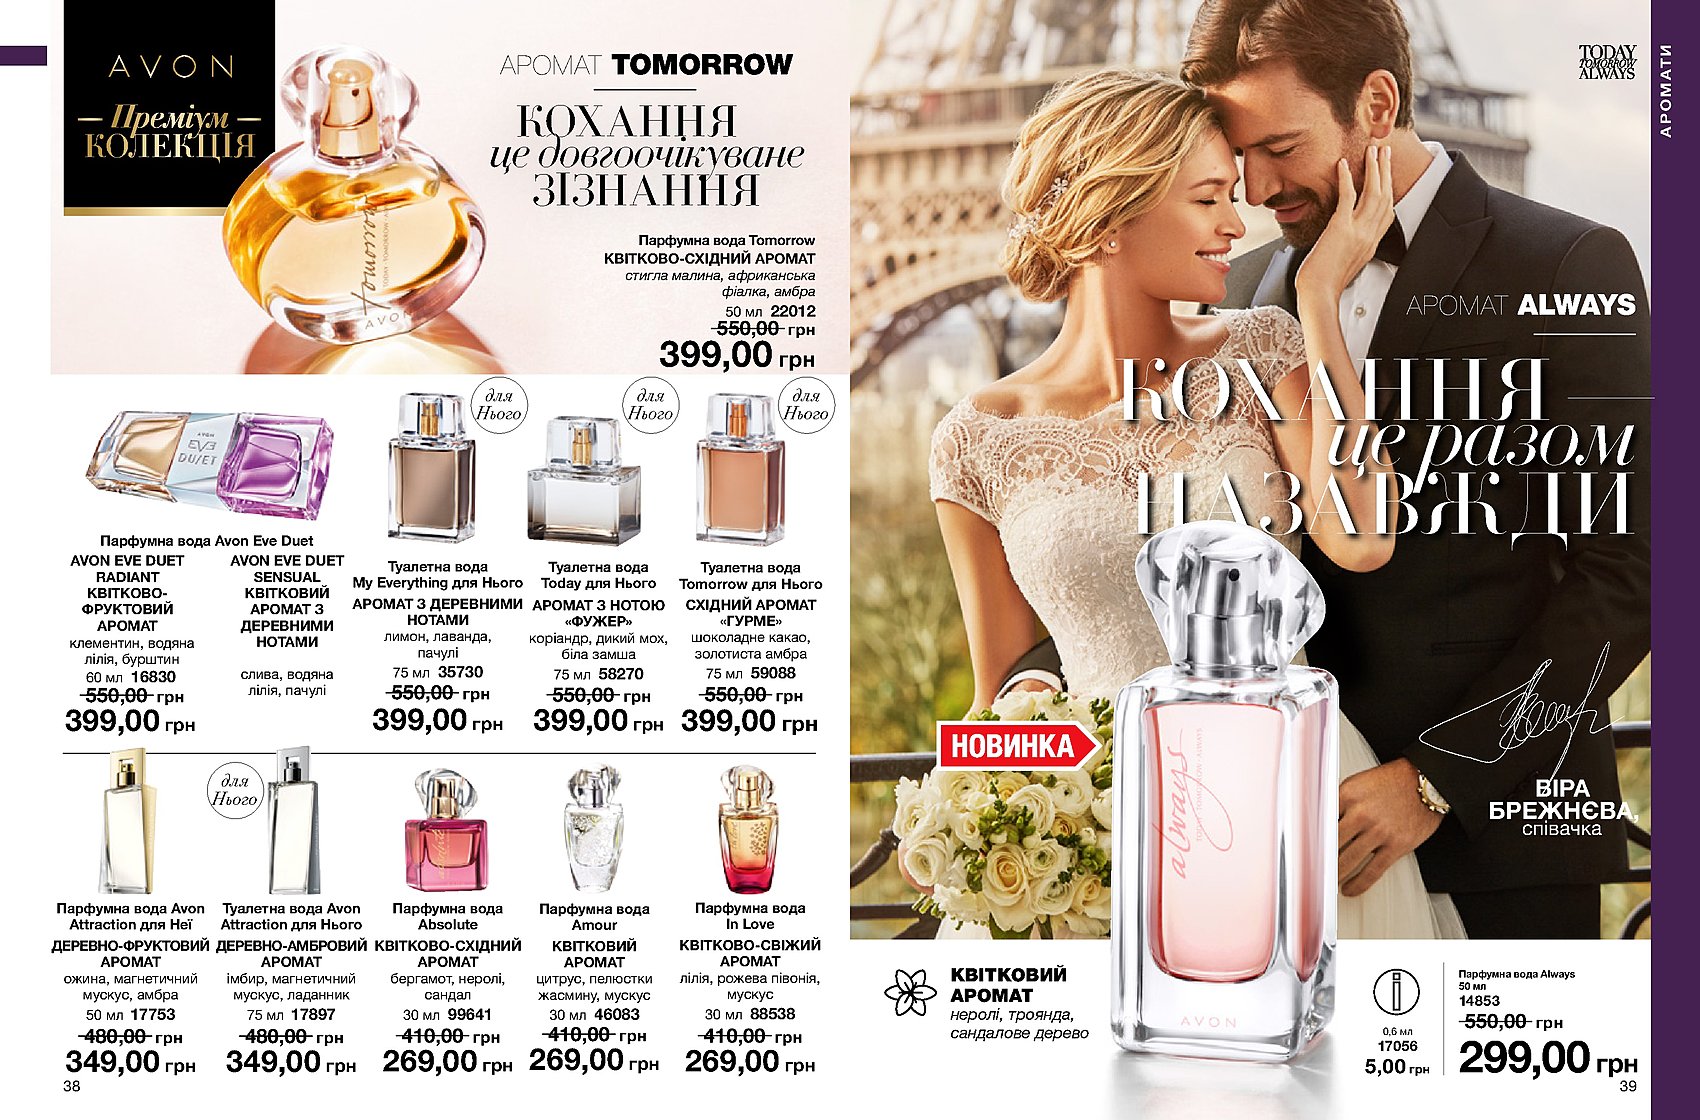 AVON
Преміум
КОЛЕКЦІЯ
АРОМАТ TOMORROW
КОХАННЯ
це довгоочікуване
ЗІЗНАННЯ
tomorrow
TODAY·TOMORROW·ALWAYS
AVON
Парфумна вода Tomorrow
КВІТКОВО-СХІДНИЙ АРОМАТ
стигла малина, африканська
фіалка, амбра
50 мл 22012
550,00 грн
399,00 грн
AVON
EVE
DUET
Парфумна вода Avon Eve Duet
AVON EVE DUET
RADIANT
КВІТКОВО-
ФРУКТОВИЙ
АРОМАТ
клементин, водяна
лілія, бурштин
60 мл 16830
550,00 грн
399,00 грн
AVON EVE DUET
SENSUAL
КВІТКОВИЙ
АРОМАТ З
ДЕРЕВНИМИ
НОТАМИ
слива, водяна
лілія, пачулі
для
Нього
Туалетна вода
My Everything для Нього
АРОМАТ З ДЕРЕВНИМИ
НОТАМИ
лимон, лаванда,
пачулі
75 мл 35730
550,00 грн
399,00 грн
для
Нього
Туалетна вода
Today для Нього
АРОМАТ З НОТОЮ
«ФУЖЕР»
коріандр, дикий мох,
біла замша
75 мл 58270
550,00 грн
399,00 грн
для
Нього
Туалетна вода
Tomorrow для Нього
СХІДНИЙ АРОМАТ
«ГУРМЕ»
шоколадне какао,
золотиста амбра
75 мл 59088
550,00 грн
399,00 грн
Парфумна вода Avon
Attraction для Неї
ДЕРЕВНО-ФРУКТОВИЙ
АРОМАТ
ожина, магнетичний
мускус, амбра
50 мл 17753
480,00 грн
349,00 грн
для
Нього
Туалетна вода Avon
Attraction для Нього
ДЕРЕВНО-АМБРОВИЙ
АРОМАТ
імбир, магнетичний
мускус, ладанник
75 мл 17897
480,00 грн
349,00 грн
Парфумна вода
Absolute
КВІТКОВО-СХІДНИЙ
АРОМАТ
бергамот, неролі,
сандал
30 мл 99641
410,00 грн
269,00 грн
Парфумна вода
Amour
КВІТКОВИЙ
АРОМАТ
цитрус, пелюстки
жасмину, мускус
30 мл 46083
410,00 грн
269,00 грн
Парфумна вода
In Love
КВІТКОВО-СВІЖИЙ
АРОМАТ
лілія, рожева півонія,
мускус
30 мл 88538
410,00 грн
269,00 грн
38
TODAY
TOMORROW
ALWAYS
АРОМАТИ
АРОМАТ ALWAYS
КОХАННЯ
це разом
НАЗАВЖДИ
НОВИНКА
always
TODAY·TOMORROW·ALWAYS
AVON
ВІРА
БРЕЖНЄВА,
співачка
КВІТКОВИЙ
АРОМАТ
неролі, троянда,
сандалове дерево
0,6 мл
17056
5,00 грн
Парфумна вода Always
50 мл
14853
550,00 грн
299,00 грн
39